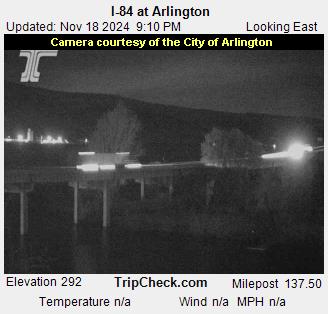 I-84 at Arlington
Updated: Nov 18 2024 9:10 PM Looking East
Camera courtesy of the City of Arlington
Elevation 292 TripCheck.com Milepost 137.50
Temperature n/a Wind n/a MPH n/a